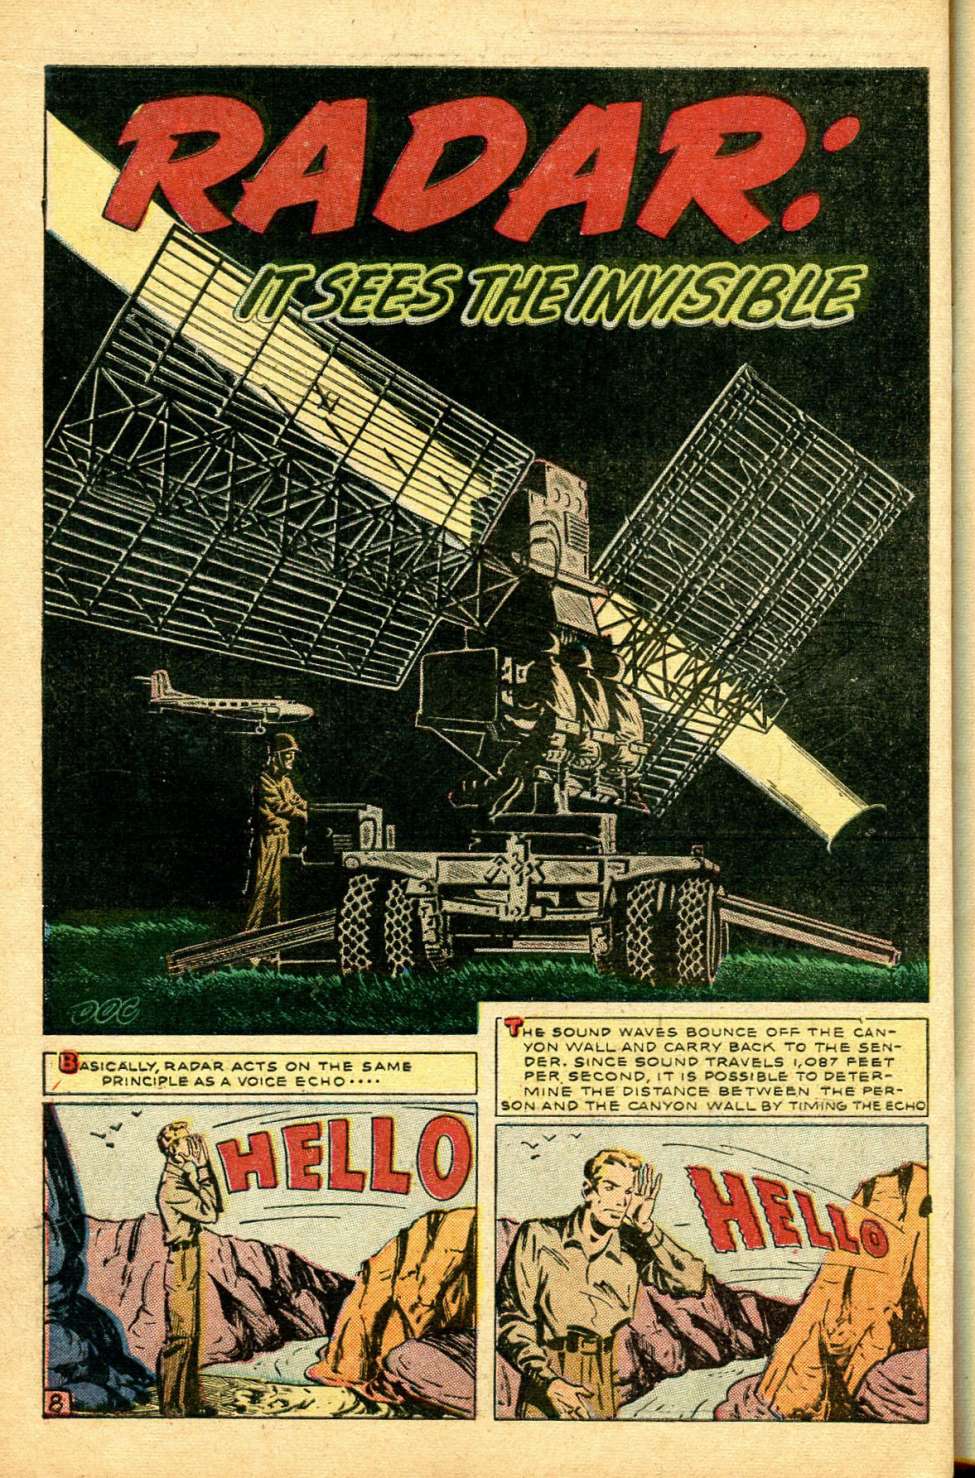 RADAR:
IT SEES THE INVISIBLE
DOC
BASICALLY, RADAR ACTS ON THE SAME
PRINCIPLE AS A VOICE ECHO....
HELLO
8
THE SOUND WAVES BOUNCE OFF THE CAN-
YON WALL AND CARRY BACK TO THE SEN-
DER. SINCE SOUND TRAVELS 1,087 FEET
PER SECOND, IT IS POSSIBLE TO DETER-
MINE THE DISTANCE BETWEEN THE PER-
SON AND THE CANYON WALL BY TIMING THE ECHO
HELLO